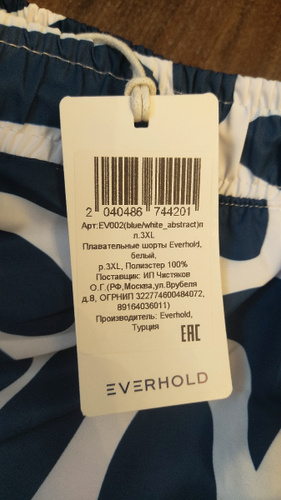 2 040486 744201
Арт:EV002(blue/white_abstract)п
л.3XL
Плавательные шорты Everhold,
белый,
р.3XL, Полиэстер 100%
Поставщик: ИП Чистяков
О.Г.(РФ,Москва,ул.Врубеля
д.8, ОГРНИП 322774600484072,
89164036011)
Производитель: Everhold,
Турция
EAC
EVERHOLD